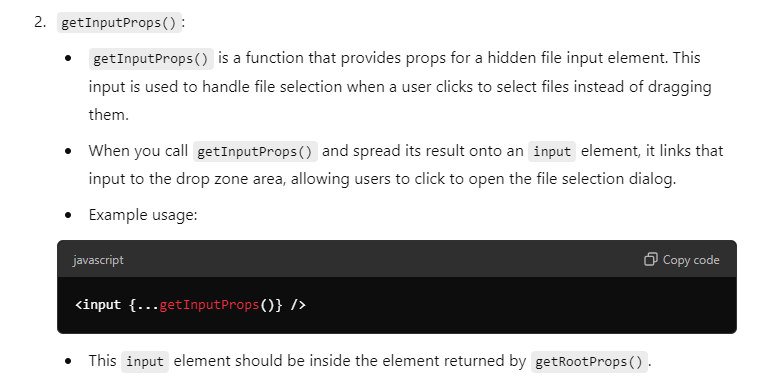 2. getInputProps():
• getInputProps() is a function that provides props for a hidden file input element. This
input is used to handle file selection when a user clicks to select files instead of dragging
them.
• When you call getInputProps() and spread its result onto an input element, it links that
input to the drop zone area, allowing users to click to open the file selection dialog.
• Example usage:
javascript Copy code
<input {...getInputProps()} />
• This input element should be inside the element returned by getRootProps().